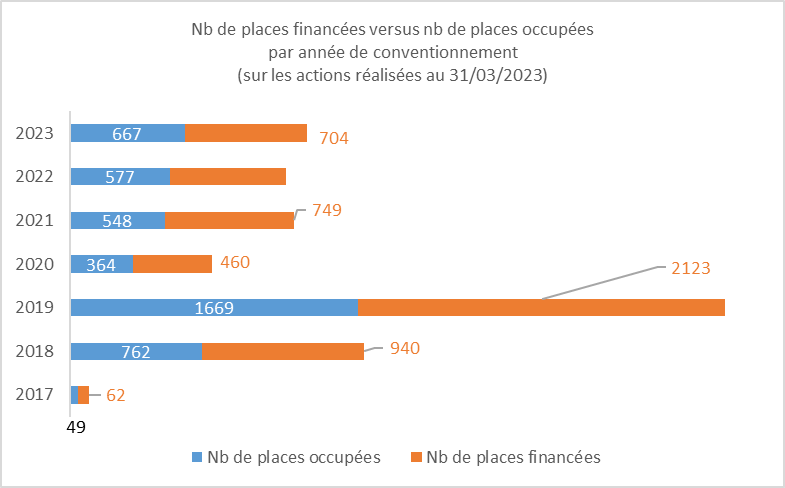 Nb de places financées versus nb de places occupées
par année de conventionnement
(sur les actions réalisées au 31/03/2023)
2023 667 704
2022 577
2021 548 749
2020 364 460
2019 1669 2123
2018 762 940
2017 62
49
Nb de places occupées Nb de places financées